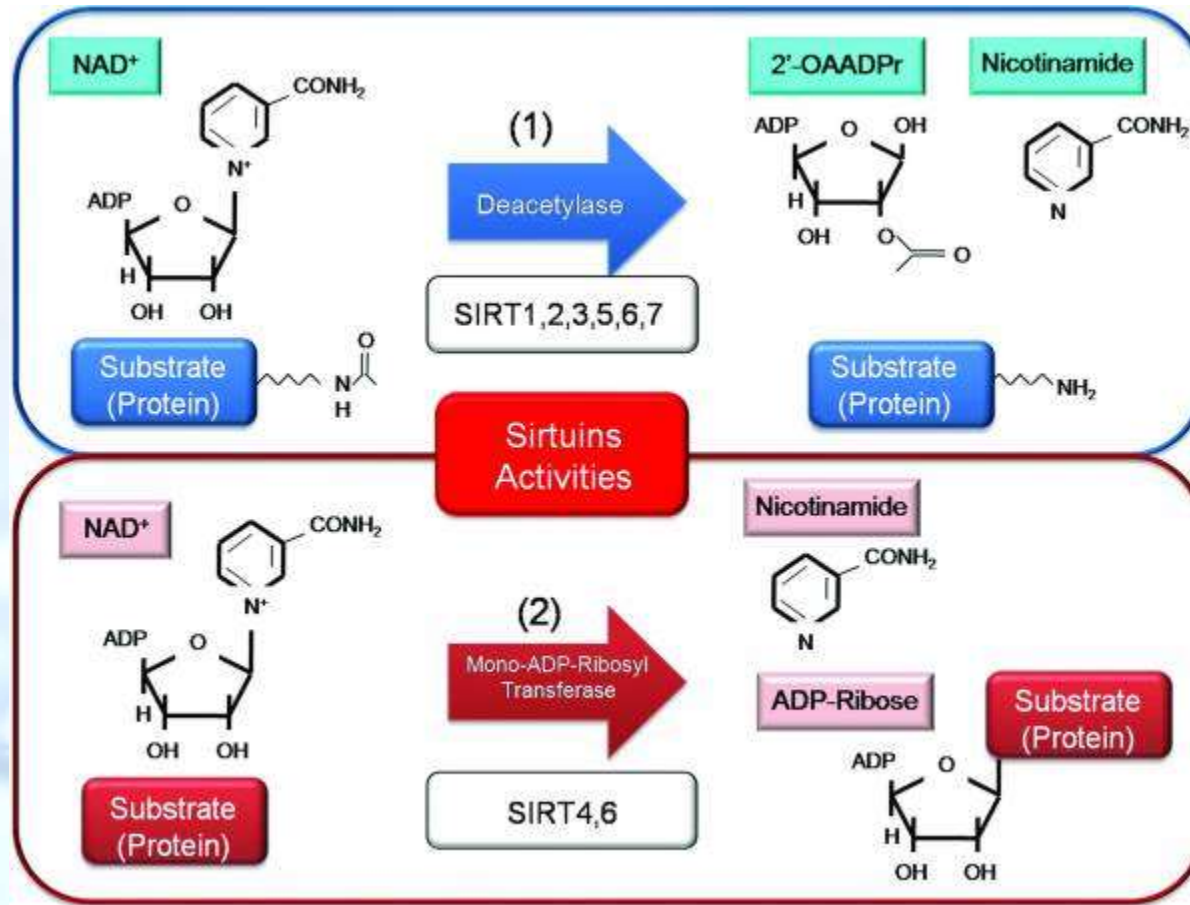 NAD⁺
CONH₂
N⁺
ADP
O
H
OH OH
Substrate
(Protein)
O
N
H
(1)
Deacetylase
SIRT1,2,3,5,6,7
2'-OAADPr
Nicotinamide
ADP
O
OH
H
OH
O
O
CONH₂
N
Substrate
(Protein)
NH₂
Sirtuins
Activities
NAD⁺
CONH₂
N⁺
ADP
O
H
OH OH
Substrate
(Protein)
(2)
Mono-ADP-Ribosyl
Transferase
SIRT4,6
Nicotinamide
CONH₂
N
ADP-Ribose
Substrate
(Protein)
ADP
O
H
OH OH